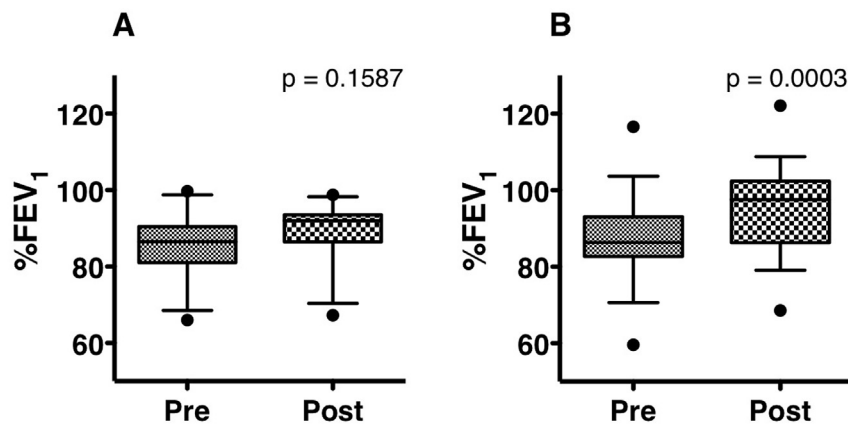 A
p = 0.1587
%FEV1
120
100
80
60
Pre Post
B
p = 0.0003
%FEV1
120
100
80
60
Pre Post